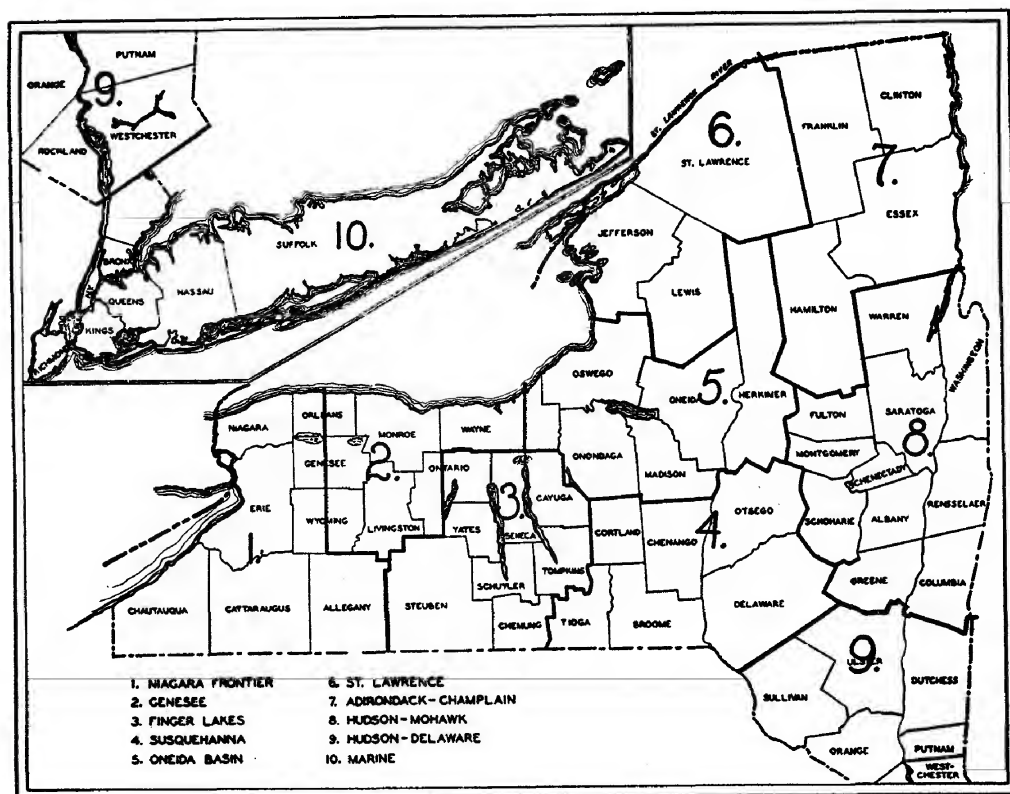 PUTNAM
ORANGE
9.
WESTCHESTER
ROCKLAND
SUFFOLK
10.
BRONX
NASSAU
QUEENS
N.Y.
KINGS
RICHMOND
ST. LAWRENCE RIVER
CLINTON
6.
FRANKLIN
ST. LAWRENCE
7.
ESSEX
JEFFERSON
LEWIS
HAMILTON
WARREN
WASHINGTON
OSWEGO
5.
ONEIDA
HERKIMER
FULTON
SARATOGA
8.
NIAGARA
ORLEANS
MONROE
WAYNE
MONTGOMERY
GENESEE
2.
ONTARIO
ONONDAGA
MADISON
SCHENECTADY
3.
CAYUGA
ERIE
WYOMING
LIVINGSTON
YATES
SENECA
CORTLAND
CHENANGO
4.
OTSEGO
SCHOHARIE
ALBANY
RENSSELAER
TOMPKINS
SCHUYLER
GREENE
COLUMBIA
CHAUTAUQUA
CATTARAUGUS
ALLEGANY
STEUBEN
CHEMUNG
TIOGA
BROOME
DELAWARE
9.
ULSTER
DUTCHESS
SULLIVAN
ORANGE
PUTNAM
WEST-
CHESTER
1. NIAGARA FRONTIER
2. GENESEE
3. FINGER LAKES
4. SUSQUEHANNA
5. ONEIDA BASIN
6. ST. LAWRENCE
7. ADIRONDACK-CHAMPLAIN
8. HUDSON-MOHAWK
9. HUDSON-DELAWARE
10. MARINE